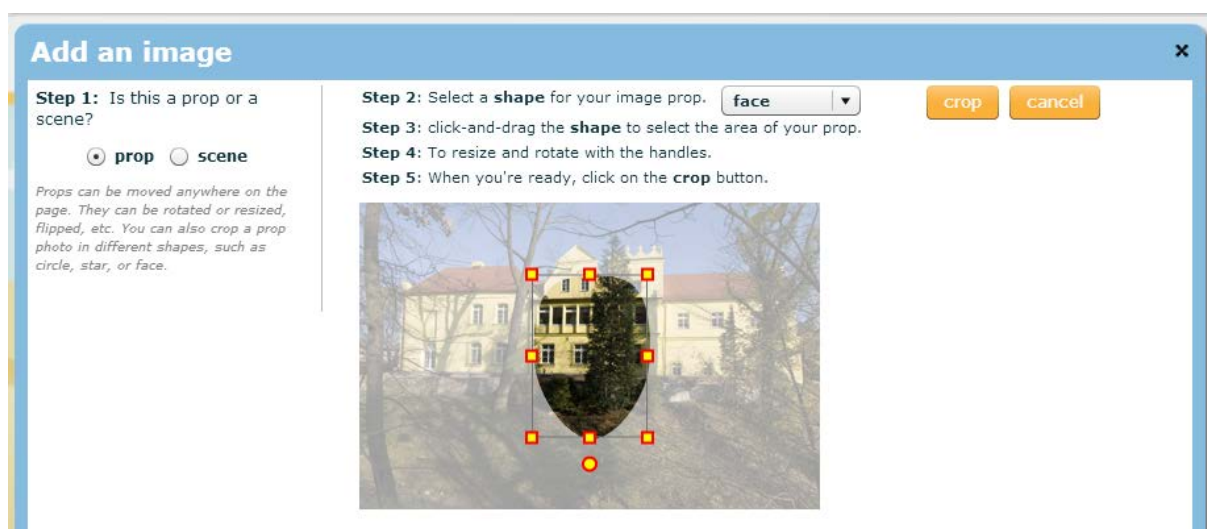 Add an image
Step 1: Is this a prop or a
scene?
prop scene
Props can be moved anywhere on the
page. They can be rotated or resized,
flipped, etc. You can also crop a prop
photo in different shapes, such as
circle, star, or face.
Step 2: Select a shape for your image prop. face
Step 3: click-and-drag the shape to select the area of your prop.
Step 4: To resize and rotate with the handles.
Step 5: When you're ready, click on the crop button.
crop cancel